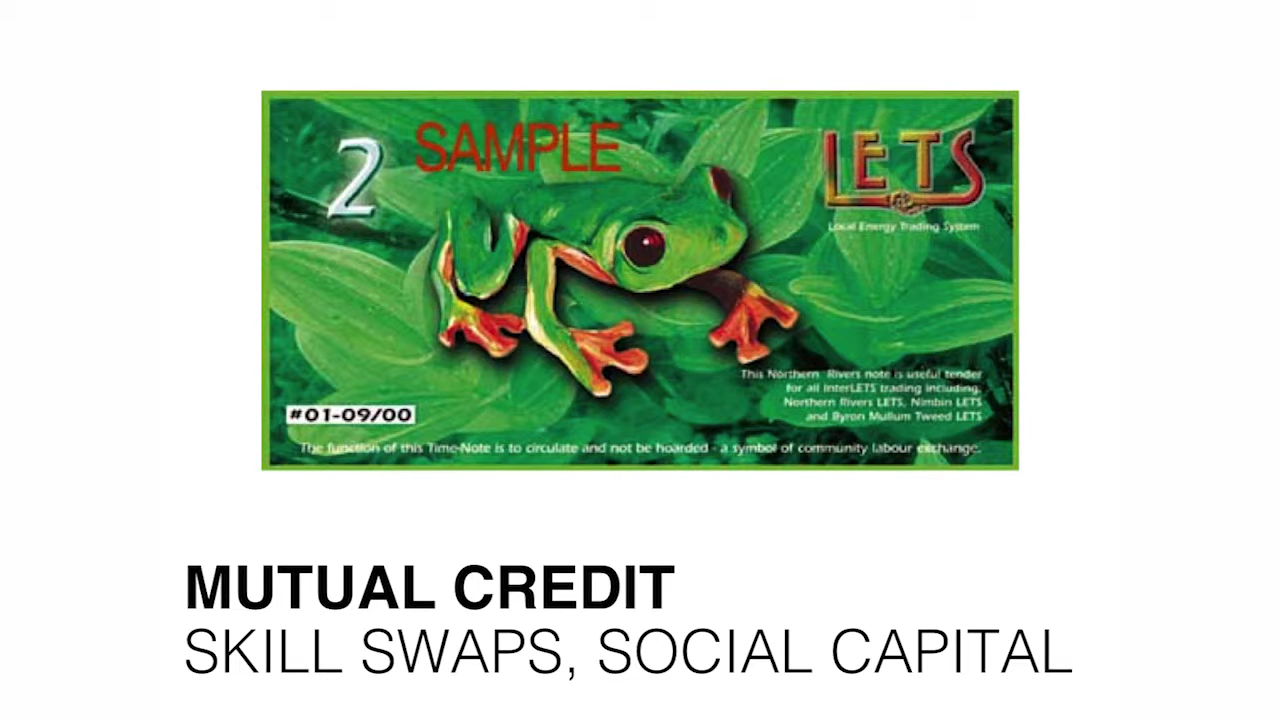 2
SAMPLE
LETS
Local Energy Trading System
This Northern Rivers note is useful tender
for all InterLETS trading including;
Northern Rivers LETS, Nimbin LETS
and Byron Mullum Tweed LETS
#01-09/00
The function of this Time-Note is to circulate and not be hoarded - a symbol of community labour exchange.
MUTUAL CREDIT
SKILL SWAPS, SOCIAL CAPITAL